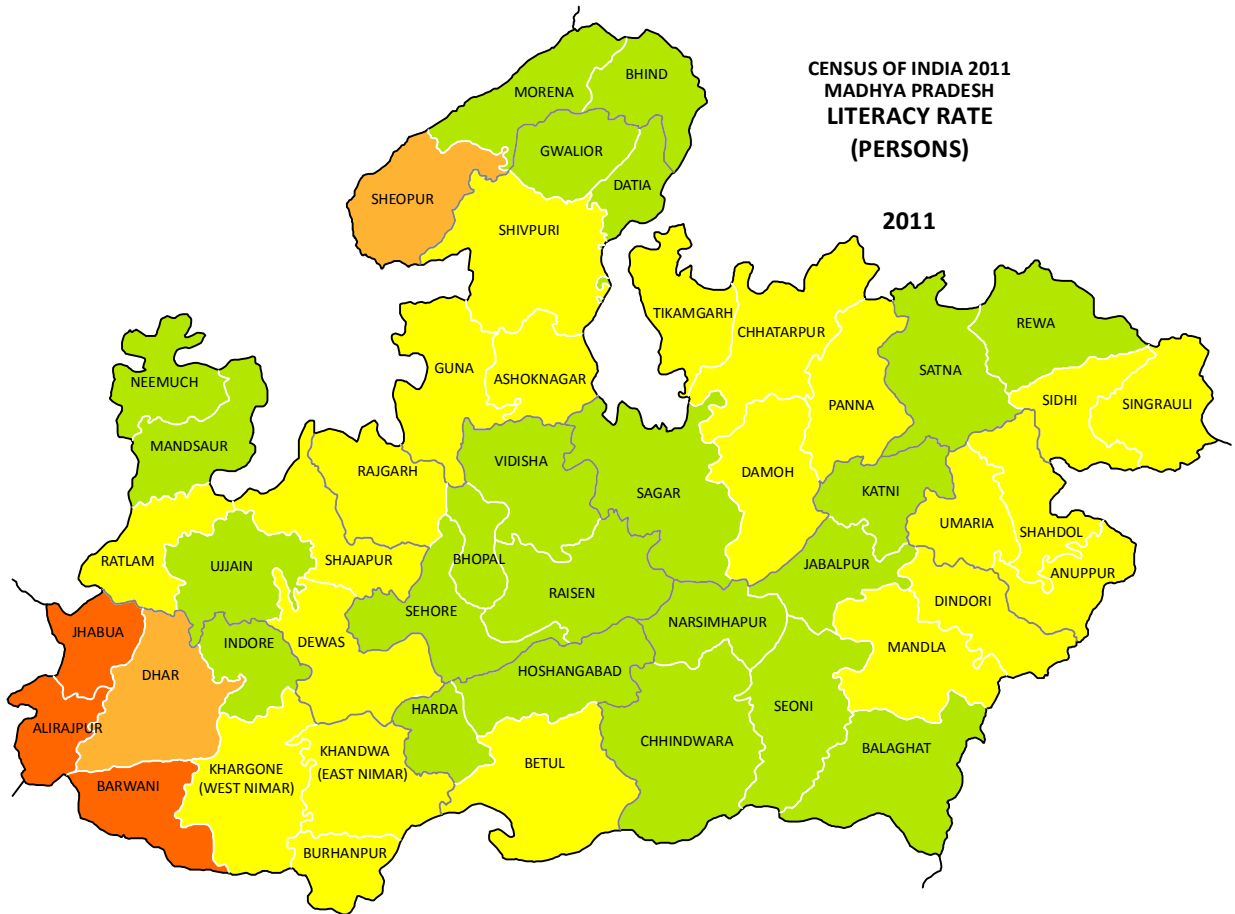 CENSUS OF INDIA 2011
MADHYA PRADESH
LITERACY RATE
(PERSONS)
2011
BHIND
MORENA
GWALIOR
DATIA
SHEOPUR
SHIVPURI
TIKAMGARH
CHHATARPUR
REWA
GUNA
ASHOKNAGAR
SATNA
NEEMUCH
PANNA
SIDHI
SINGRAULI
MANDSAUR
RAJGARH
VIDISHA
DAMOH
SAGAR
KATNI
UMARIA
SHAHDOL
RATLAM
UJJAIN
SHAJAPUR
BHOPAL
JABALPUR
ANUPPUR
RAISEN
DINDORI
SEHORE
NARSIMHAPUR
JHABUA
INDORE
DEWAS
MANDLA
DHAR
HOSHANGABAD
SEONI
HARDA
ALIRAJPUR
CHHINDWARA
BALAGHAT
KHANDWA
(EAST NIMAR)
BETUL
KHARGONE
(WEST NIMAR)
BARWANI
BURHANPUR